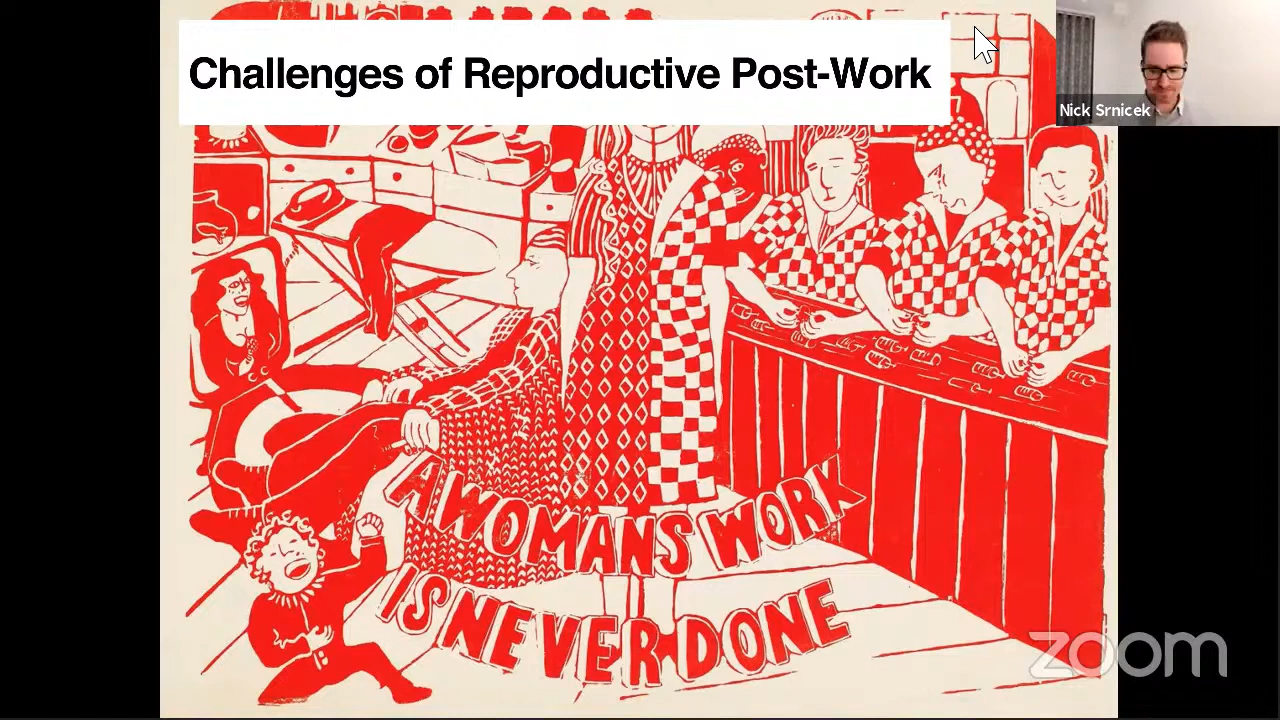 Challenges of Reproductive Post-Work
Nick Srnicek
A WOMANS WORK
IS NEVER DONE
zoom